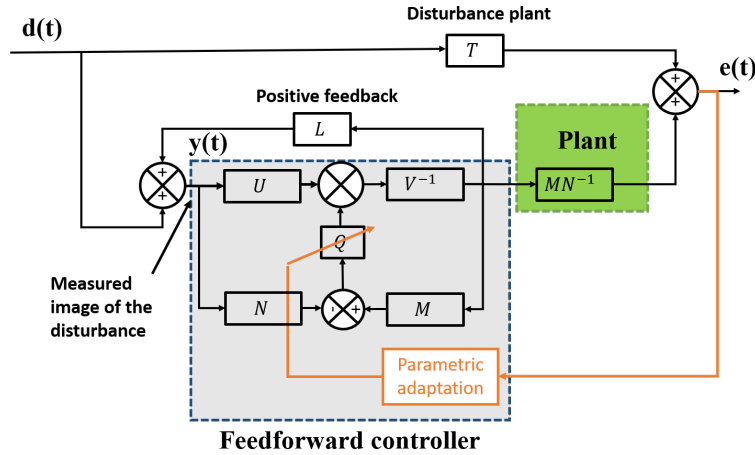 Disturbance plant
d(t)
T
e(t)
+
+
Positive feedback
L
y(t)
Plant
+
+
U
V⁻¹
MN⁻¹
Q
Measured
image of the
disturbance
N
-
+
M
Parametric
adaptation
Feedforward controller